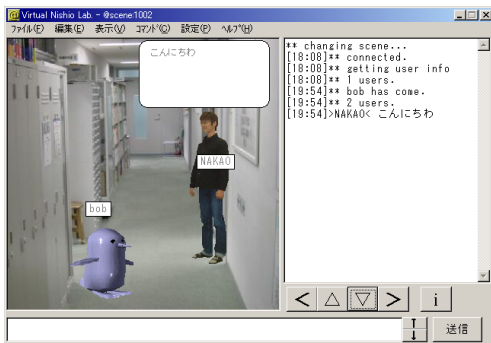 Virtual Nishio Lab. - @scene:1002
ファイル(F) 編集(E) 表示(V) コマンド(C) 設定(P) ヘルプ(H)
こんにちわ
NAKAO
bob
** changing scene...
[18:08]** connected.
[18:08]** getting user info
[18:08]** 1 users.
[19:54]** bob has come.
[19:54]** 2 users.
[19:54]>NAKAO< こんにちわ
< △ ▽ > i
送信